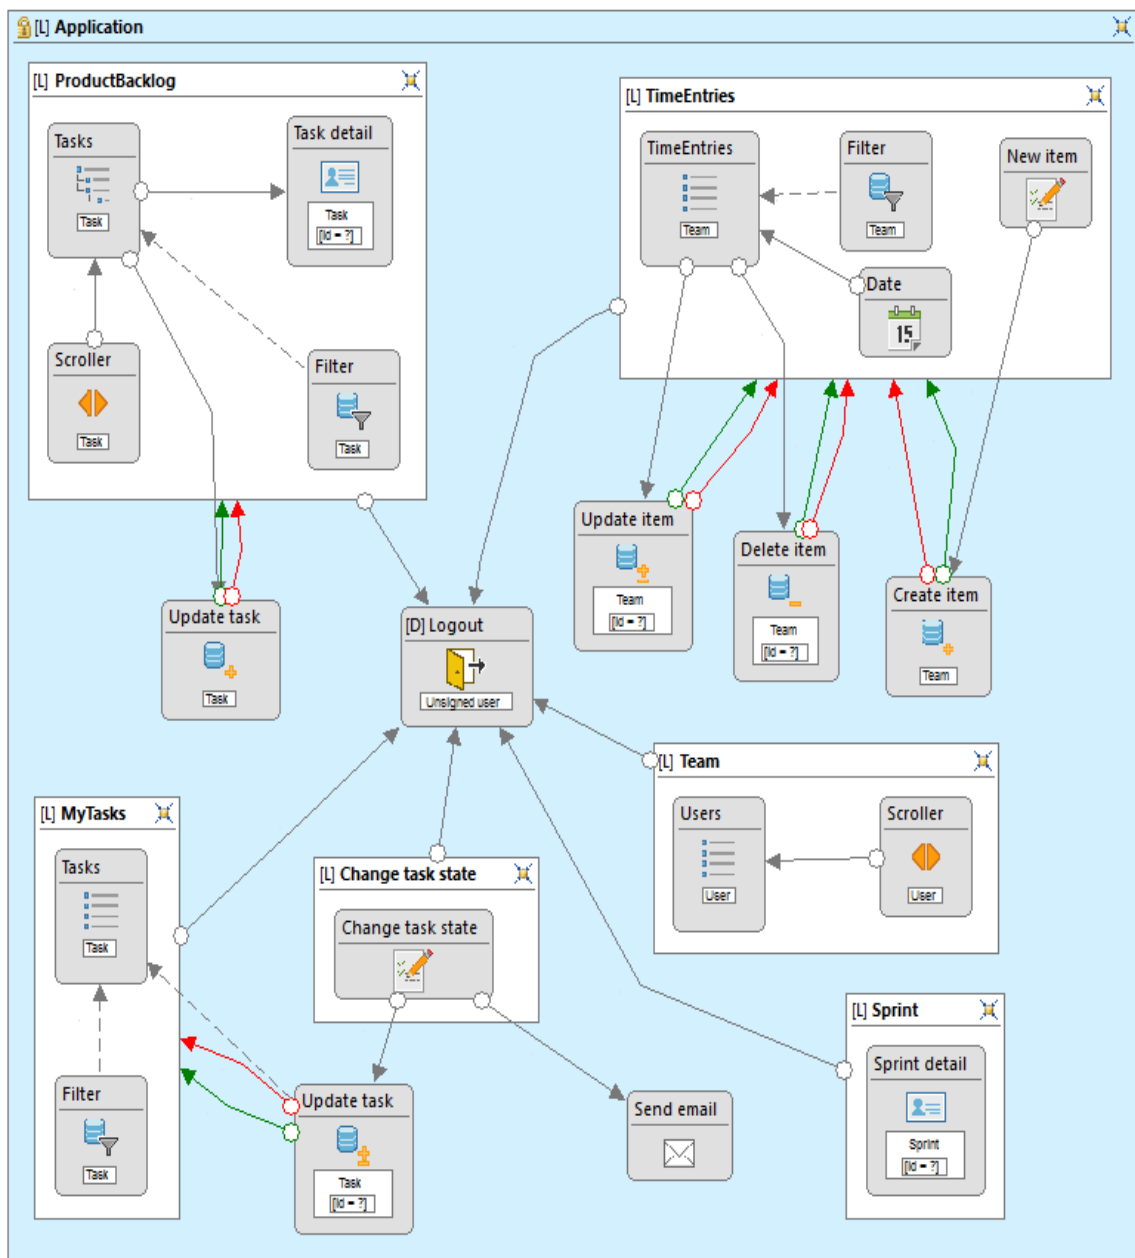 [L] Application
[L] ProductBacklog
Tasks
Task
Task detail
Task
[id = ?]
Scroller
Task
Filter
Task
[L] TimeEntries
TimeEntries
Team
Filter
Team
New item
Date
15
Update task
Task
[D] Logout
Unsigned user
Update item
Team
[id = ?]
Delete item
Team
[id = ?]
Create item
Team
[L] Team
Users
User
Scroller
User
[L] MyTasks
Tasks
Task
Filter
Task
[L] Change task state
Change task state
Update task
Task
[id = ?]
Send email
[L] Sprint
Sprint detail
Sprint
[id = ?]